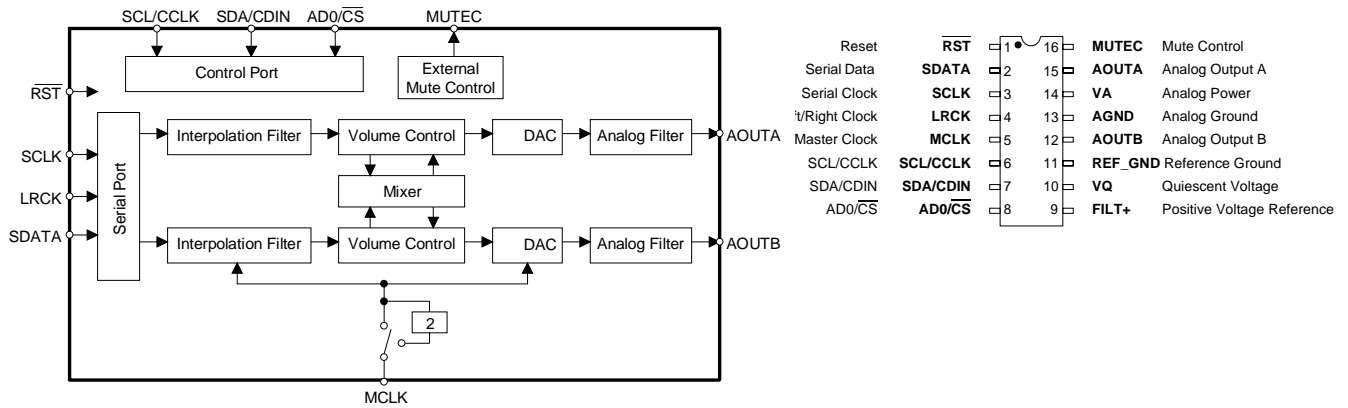 SCL/CCLK SDA/CDIN AD0/CS MUTEC
Control Port
External
Mute Control
RST
Serial Port
Interpolation Filter Volume Control DAC Analog Filter AOUTA
SCLK
Mixer
LRCK
SDATA
Interpolation Filter Volume Control DAC Analog Filter AOUTB
2
MCLK
Reset RST 1 16 MUTEC Mute Control
Serial Data SDATA 2 15 AOUTA Analog Output A
Serial Clock SCLK 3 14 VA Analog Power
t/Right Clock LRCK 4 13 AGND Analog Ground
Master Clock MCLK 5 12 AOUTB Analog Output B
SCL/CCLK SCL/CCLK 6 11 REF_GND Reference Ground
SDA/CDIN SDA/CDIN 7 10 VQ Quiescent Voltage
AD0/CS AD0/CS 8 9 FILT+ Positive Voltage Reference